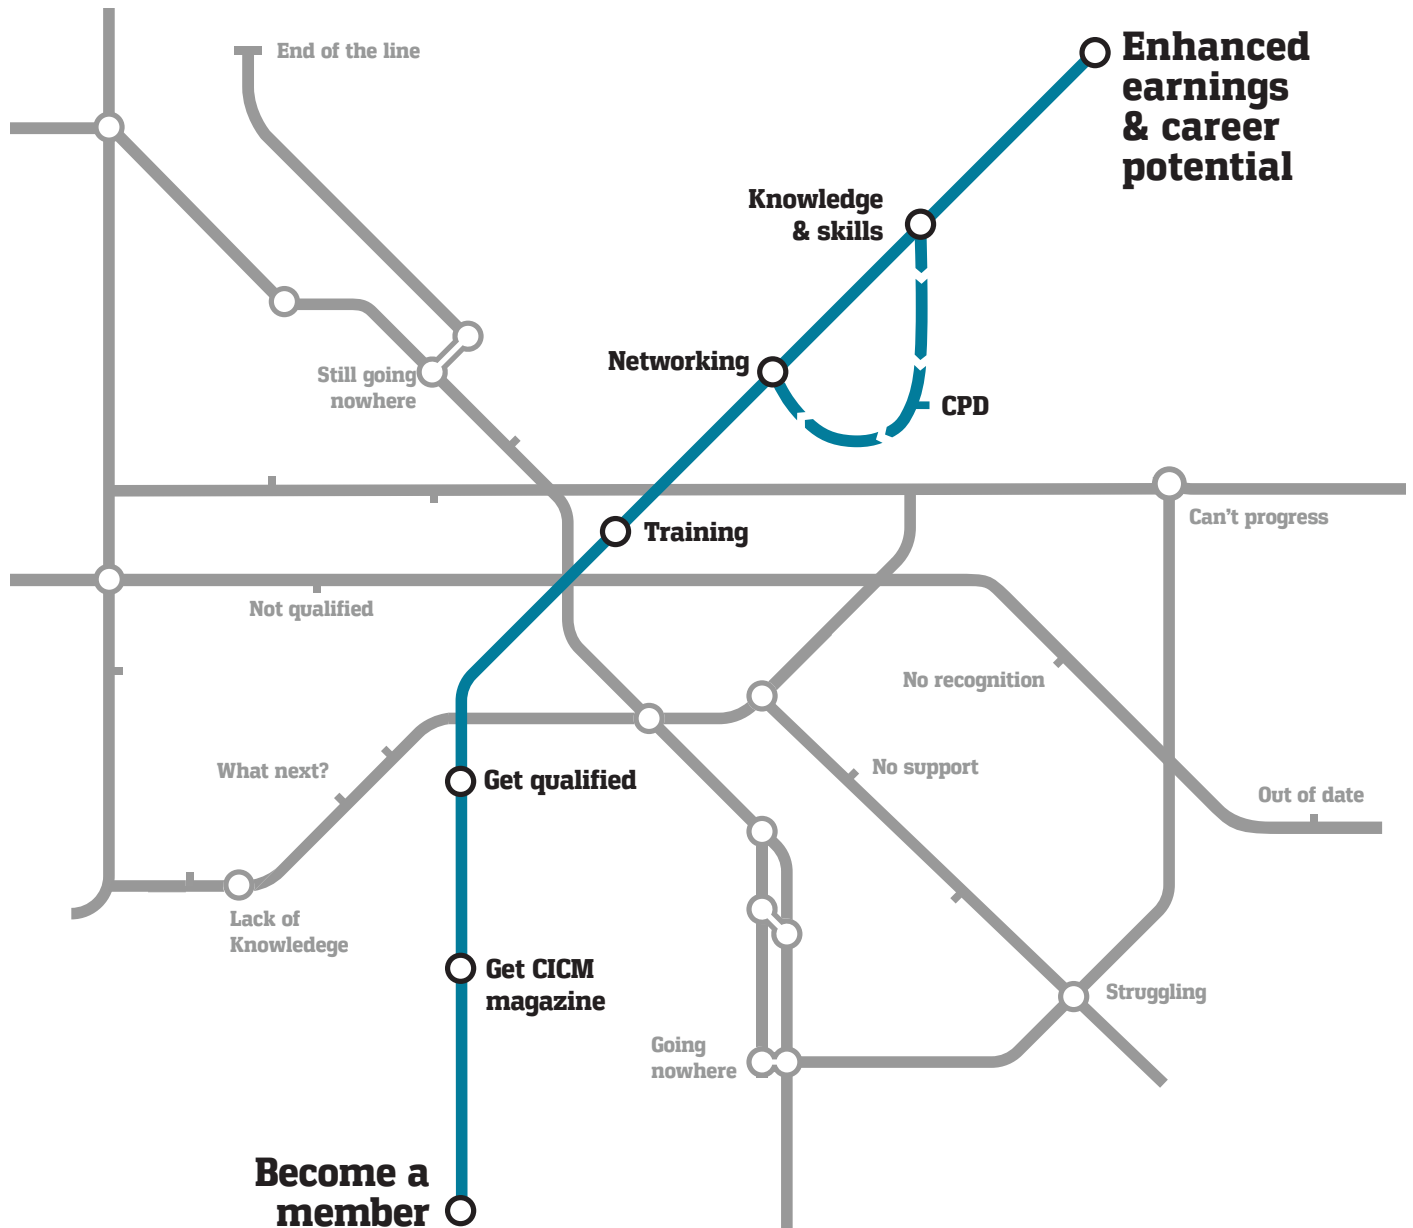 End of the line
Enhanced
earnings
& career
potential
Knowledge
& skills
Networking
Still going
nowhere
CPD
Can't progress
Training
Not qualified
No recognition
What next?
Get qualified
No support
Out of date
Lack of
Knowledege
Get CICM
magazine
Struggling
Going
nowhere
Become a
member